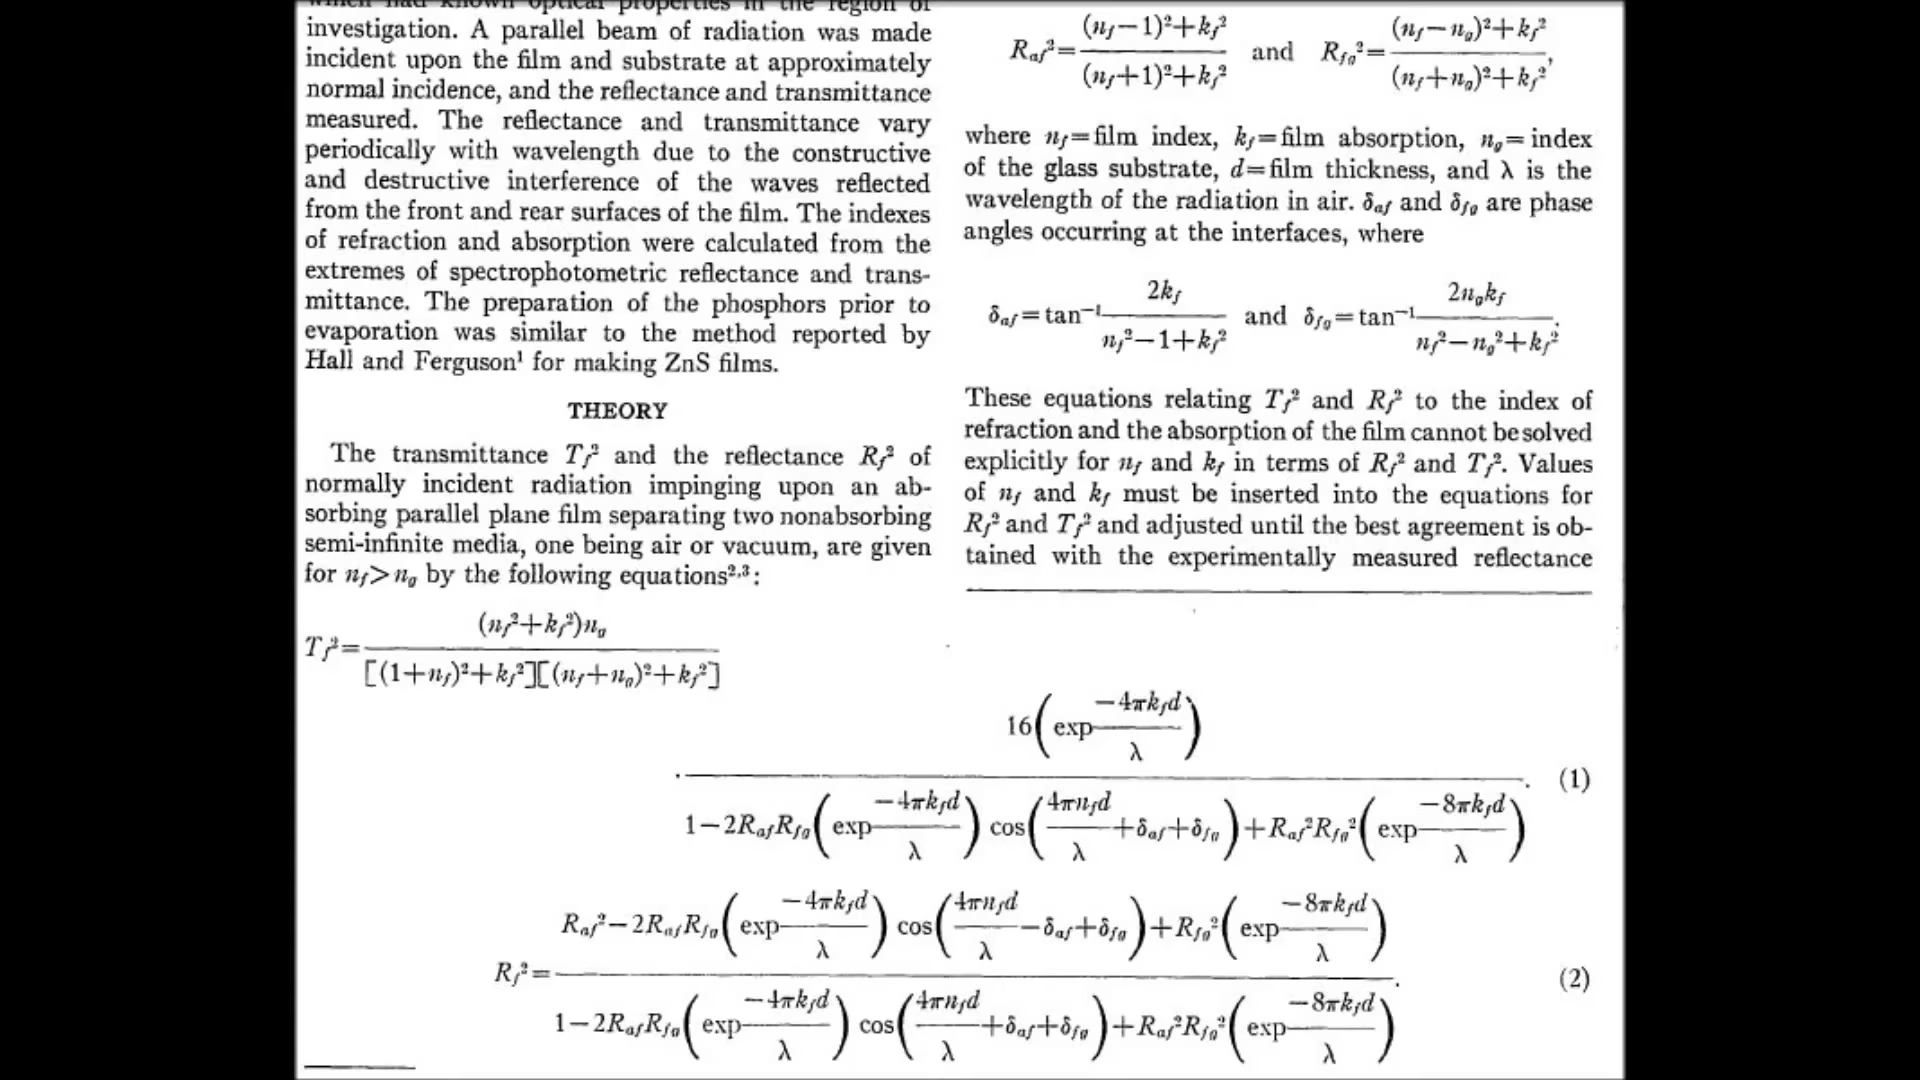 which had known optical properties in the region of
investigation. A parallel beam of radiation was made
incident upon the film and substrate at approximately
normal incidence, and the reflectance and transmittance
measured. The reflectance and transmittance vary
periodically with wavelength due to the constructive
and destructive interference of the waves reflected
from the front and rear surfaces of the film. The indexes
of refraction and absorption were calculated from the
extremes of spectrophotometric reflectance and trans-
mittance. The preparation of the phosphors prior to
evaporation was similar to the method reported by
Hall and Ferguson¹ for making ZnS films.
THEORY
The transmittance T_f² and the reflectance R_f² of
normally incident radiation impinging upon an ab-
sorbing parallel plane film separating two nonabsorbing
semi-infinite media, one being air or vacuum, are given
for n_f>n_g by the following equations²,³:
R_af²=((n_f−1)²+k_f²)/((n_f+1)²+k_f²) and R_fg²=((n_f−n_g)²+k_f²)/((n_f+n_g)²+k_f²),
where n_f=film index, k_f=film absorption, n_g=index
of the glass substrate, d=film thickness, and λ is the
wavelength of the radiation in air. δ_af and δ_fg are phase
angles occurring at the interfaces, where
δ_af=tan⁻¹ 2k_f/(n_f²−1+k_f²) and δ_fg=tan⁻¹ 2n_gk_f/(n_f²−n_g²+k_f²).
These equations relating T_f² and R_f² to the index of
refraction and the absorption of the film cannot be solved
explicitly for n_f and k_f in terms of R_f² and T_f². Values
of n_f and k_f must be inserted into the equations for
R_f² and T_f² and adjusted until the best agreement is ob-
tained with the experimentally measured reflectance
T_f²=(n_f²+k_f²)n_g/([(1+n_f)²+k_f²][(n_f+n_g)²+k_f²])
· 16(exp −4πk_fd/λ)/(1−2R_afR_fg(exp −4πk_fd/λ) cos(4πn_fd/λ+δ_af+δ_fg)+R_af²R_fg²(exp −8πk_fd/λ)). (1)
R_f²=(R_af²−2R_afR_fg(exp −4πk_fd/λ) cos(4πn_fd/λ−δ_af+δ_fg)+R_fg²(exp −8πk_fd/λ))/(1−2R_afR_fg(exp −4πk_fd/λ) cos(4πn_fd/λ+δ_af+δ_fg)+R_af²R_fg²(exp −8πk_fd/λ)). (2)